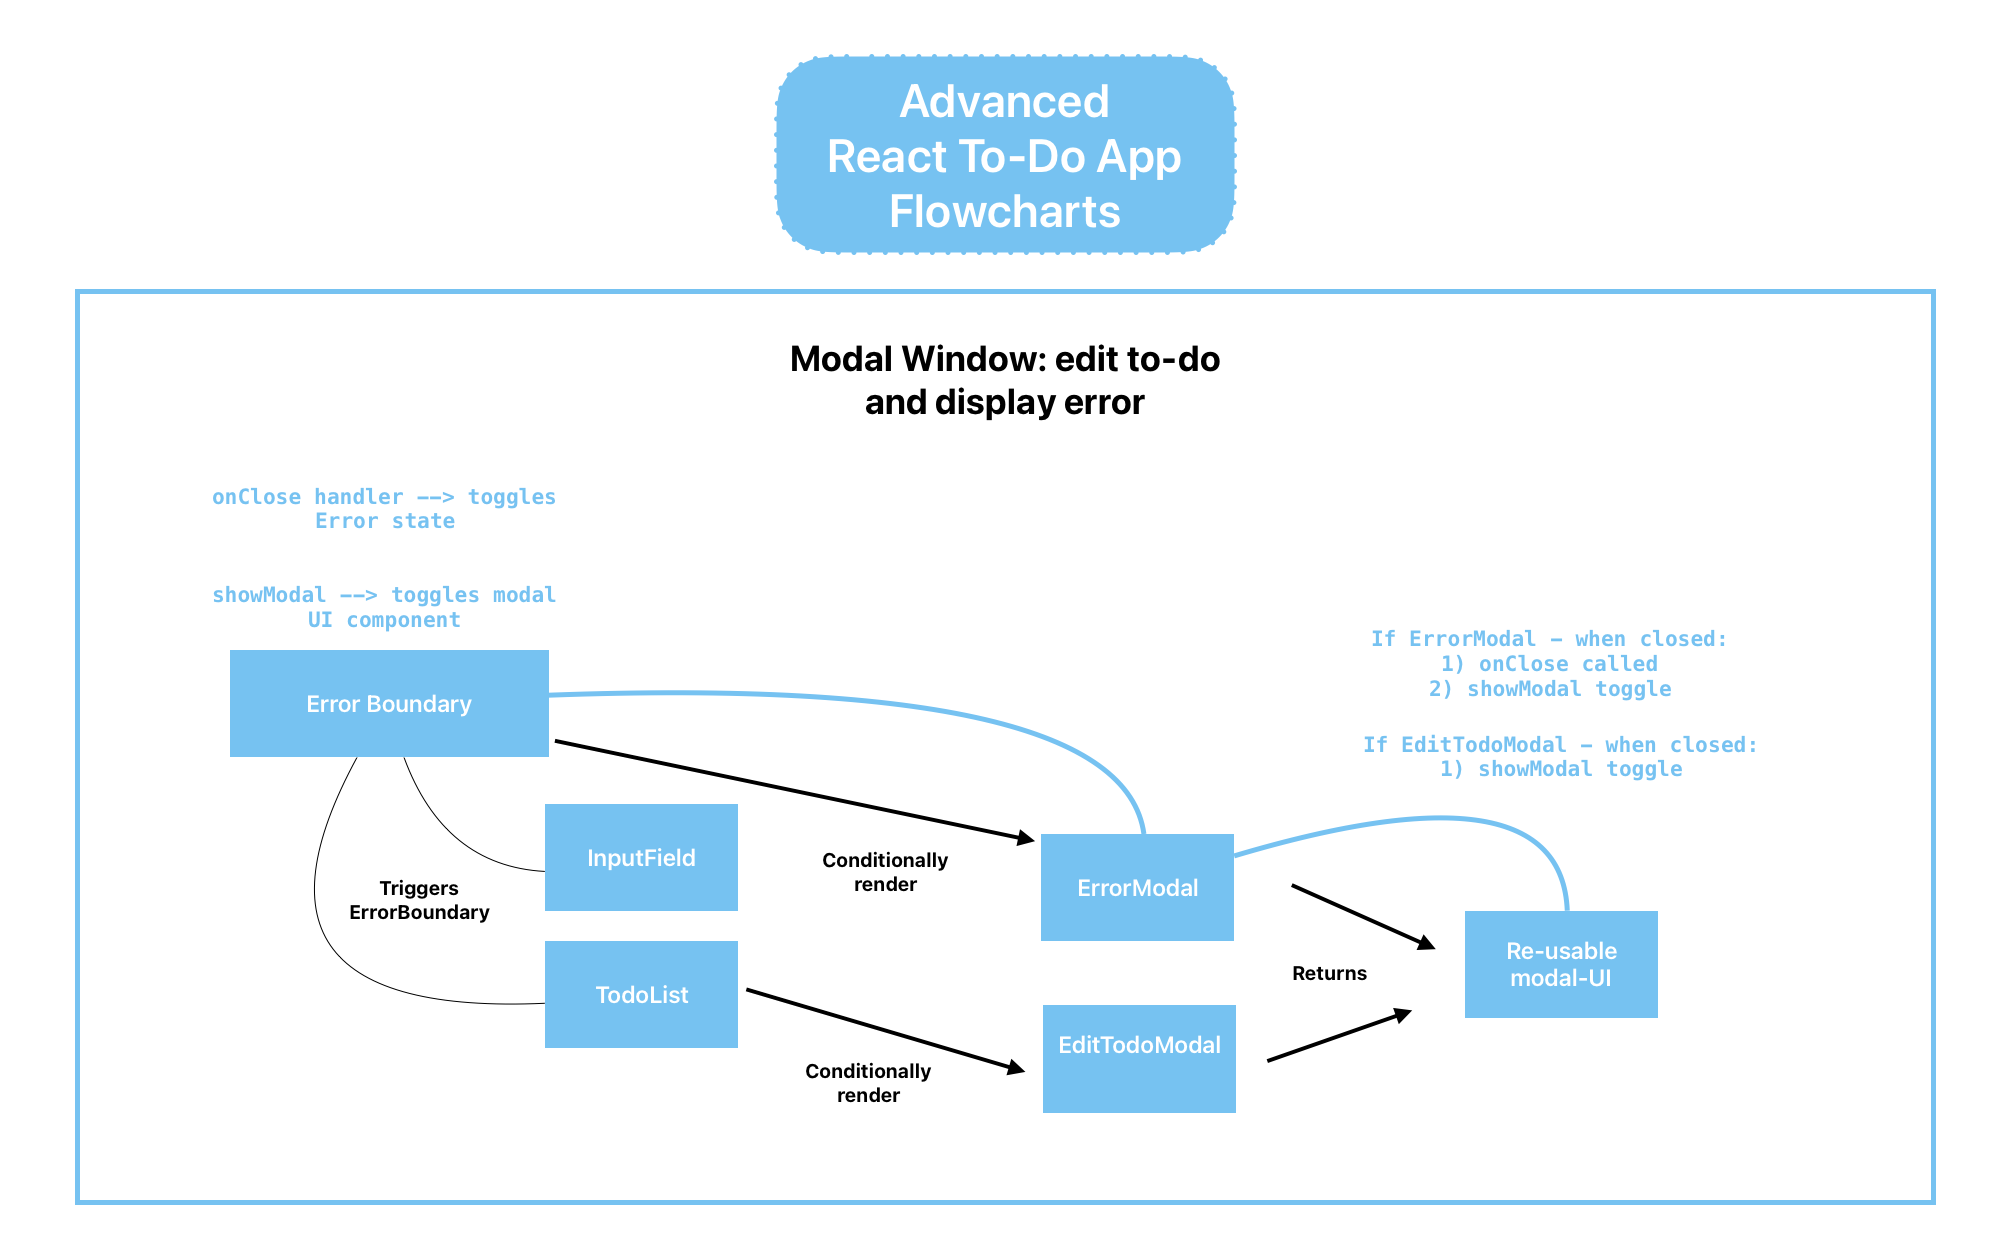 Advanced
React To-Do App
Flowcharts
Modal Window: edit to-do
and display error
onClose handler --> toggles
Error state
showModal --> toggles modal
UI component
If ErrorModal - when closed:
1) onClose called
2) showModal toggle
If EditTodoModal - when closed:
1) showModal toggle
Error Boundary
InputField
Triggers
ErrorBoundary
TodoList
Conditionally
render
Conditionally
render
ErrorModal
EditTodoModal
Returns
Re-usable
modal-UI